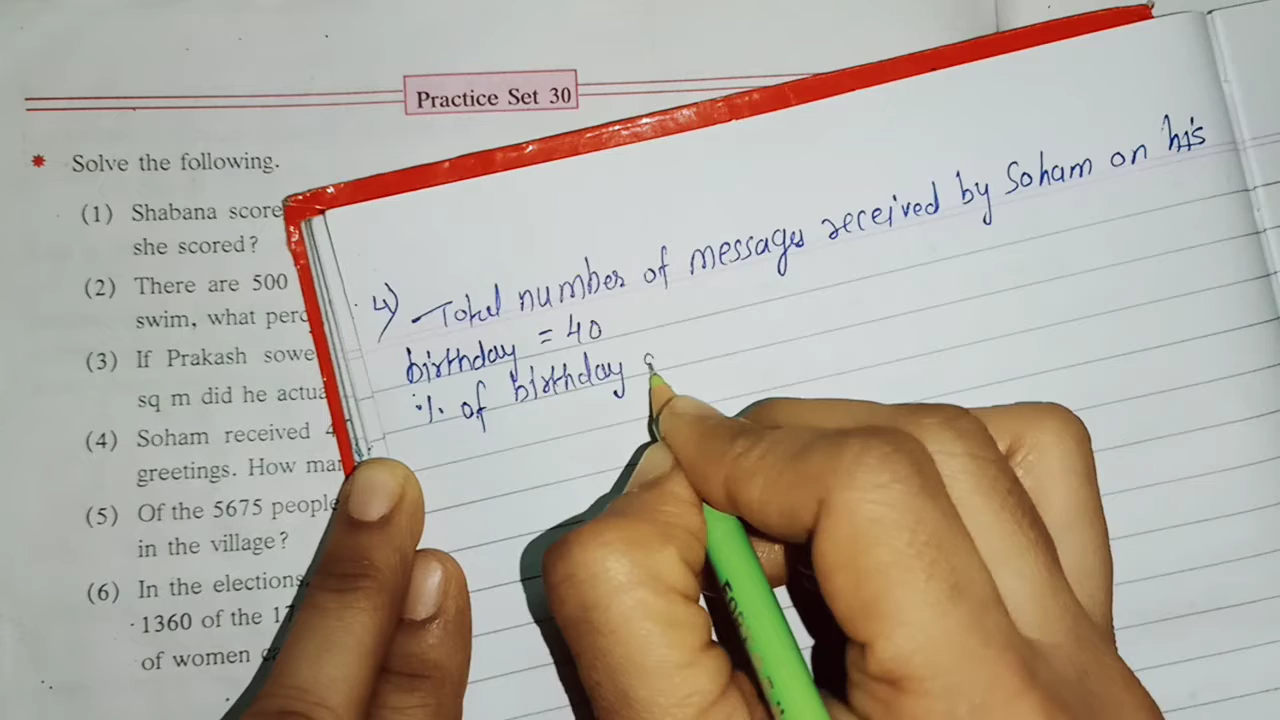 Practice Set 30
* Solve the following.
(1) Shabana score
she scored?
(2) There are 500
swim, what perc
(3) If Prakash sowe
sq m did he actua
(4) Soham received 4
greetings. How man
(5) Of the 5675 people
in the village?
(6) In the elections
1360 of the 17
of women
4) Total number of messages received by Soham on his
birthday = 40
% of birthday